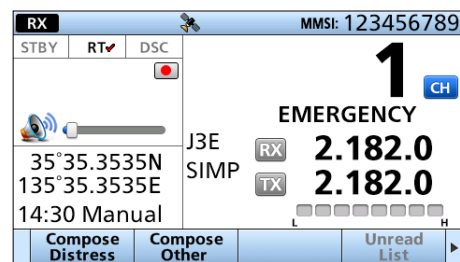 RX MMSI: 123456789
STBY RT✔ DSC
1 CH
EMERGENCY
J3E RX 2.182.0
SIMP TX 2.182.0
35°35.3535N
135°35.3535E
14:30 Manual
L H
Compose Distress
Compose Other
Unread List